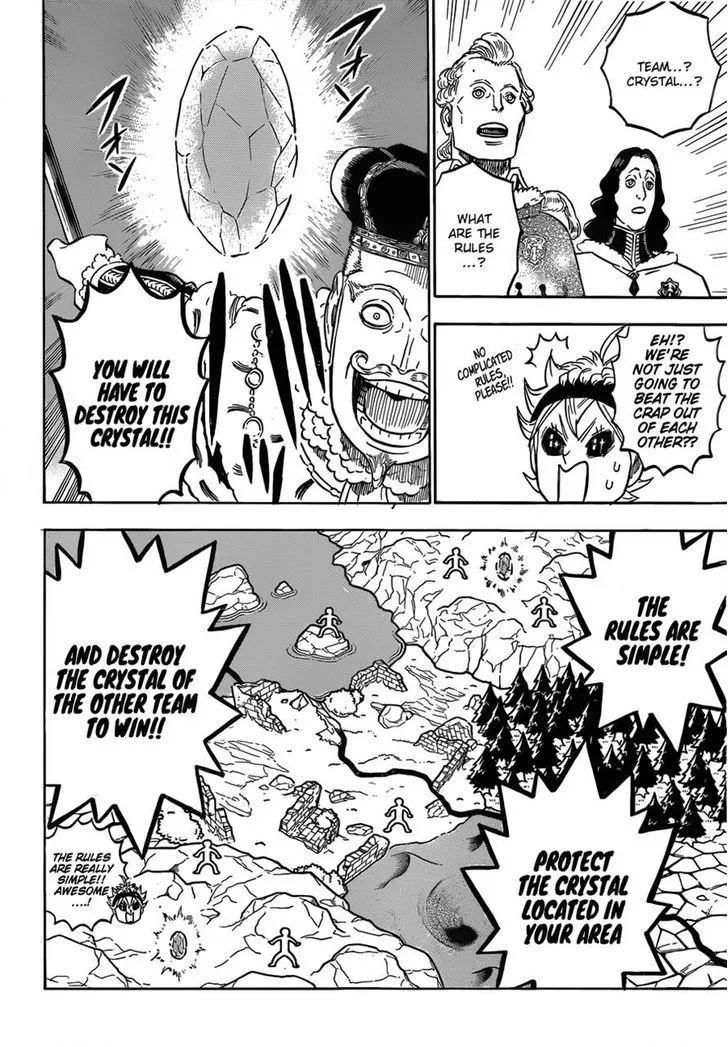 TEAM...?
CRYSTAL...?
WHAT
ARE THE
RULES
...?
YOU WILL
HAVE TO
DESTROY THIS
CRYSTAL!!
EH!?
WE'RE
NOT JUST
GOING TO
BEAT THE
CRAP OUT
OF EACH
OTHER??
NO
COMPLICATED
RULES,
PLEASE!!
THE
RULES ARE
SIMPLE!
PROTECT
THE CRYSTAL
LOCATED IN
YOUR AREA
AND DESTROY
THE CRYSTAL OF
THE OTHER TEAM
TO WIN!!
THE RULES
ARE REALLY
SIMPLE!!
AWESOME
....!